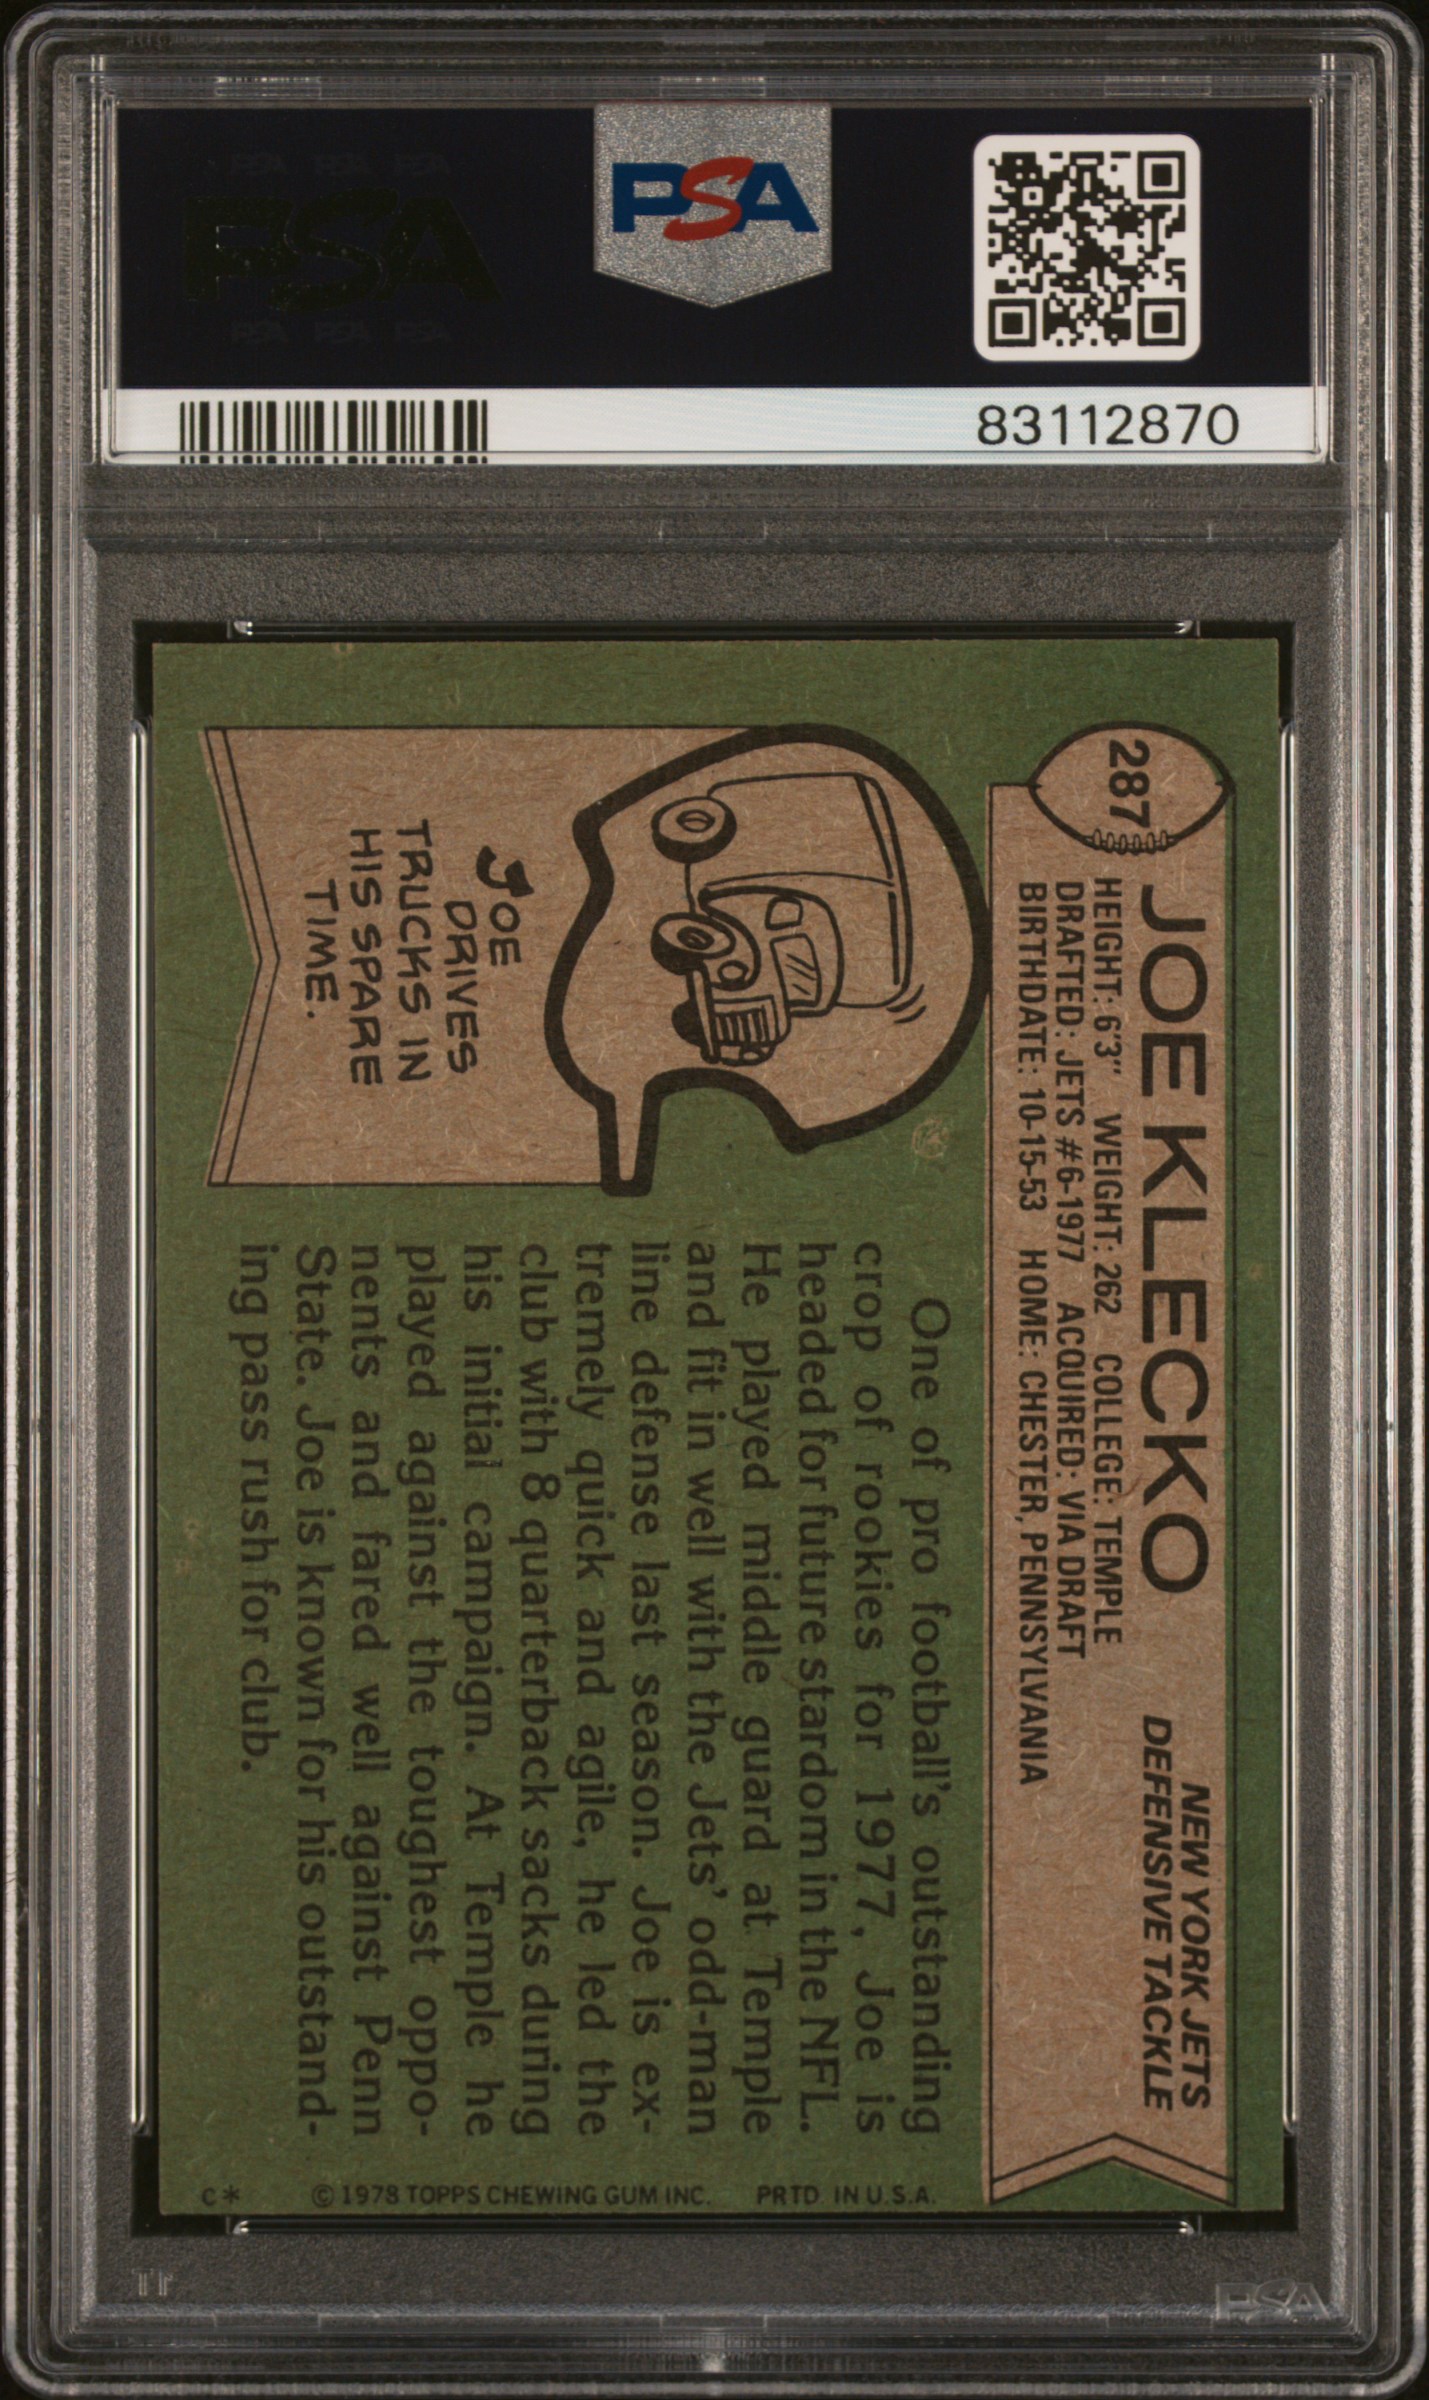 PSA
83112870
287
JOE KLECKO
NEW YORK JETS
DEFENSIVE TACKLE
HEIGHT: 6'3" WEIGHT: 262 COLLEGE: TEMPLE
DRAFTED: JETS #6-1977 ACQUIRED: VIA DRAFT
BIRTHDATE: 10-15-53 HOME: CHESTER, PENNSYLVANIA
JOE
DRIVES
TRUCKS IN
HIS SPARE
TIME.
One of pro football's outstanding
crop of rookies for 1977, Joe is
headed for future stardom in the NFL.
He played middle guard at Temple
and fit in well with the Jets' odd-man
line defense last season. Joe is ex-
tremely quick and agile, he led the
club with 8 quarterback sacks during
his initial campaign. At Temple he
played against the toughest oppo-
nents and fared well against Penn
State. Joe is known for his outstand-
ing pass rush for club.
C* © 1978 TOPPS CHEWING GUM INC. PRTD. IN U.S.A.
PSA